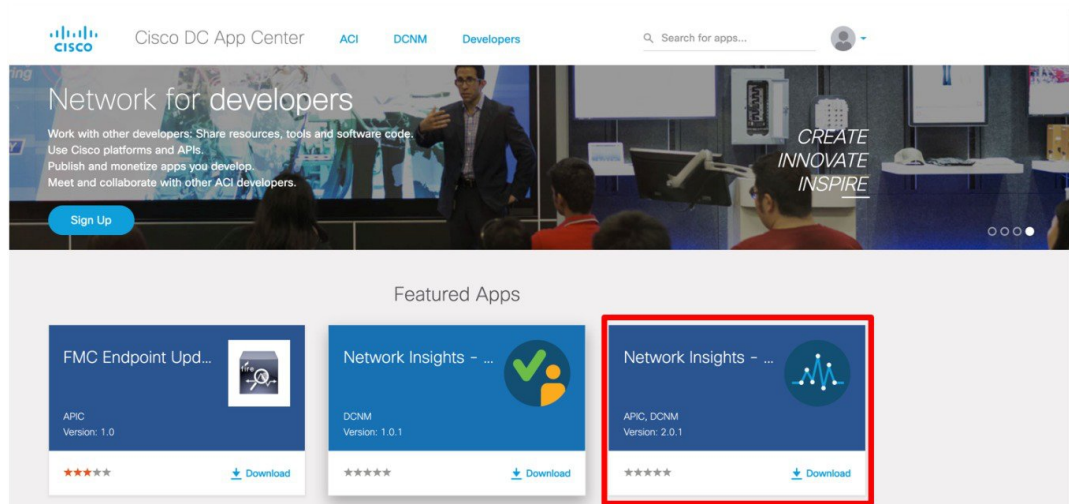 CISCO
Cisco DC App Center
ACI
DCNM
Developers
Search for apps...
ring
Network for developers
Work with other developers: Share resources, tools and software code.
Use Cisco platforms and APIs.
Publish and monetize apps you develop.
Meet and collaborate with other ACI developers.
Sign Up
CREATE
INNOVATE
INSPIRE
Featured Apps
FMC Endpoint Upd...
fire
APIC
Version: 1.0
Download
Network Insights - ...
DCNM
Version: 1.0.1
Download
Network Insights - ...
APIC, DCNM
Version: 2.0.1
Download